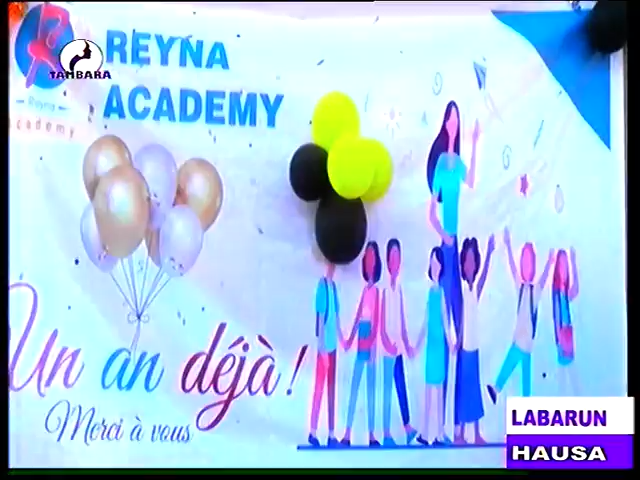 REYNA
ACADEMY
TAMBARA
Reyna
academy
Un an déjà !
Merci à vous
LABARUN
HAUSA